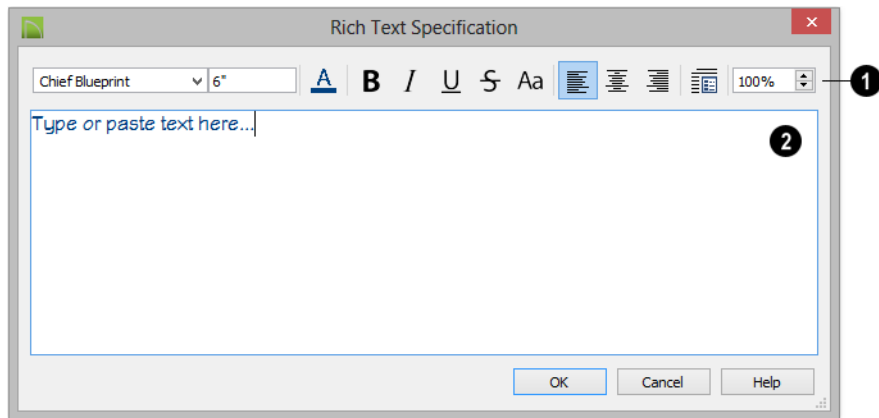 Rich Text Specification
Chief Blueprint 6" A B I U S Aa 100% 1
Type or paste text here...
2
OK Cancel Help